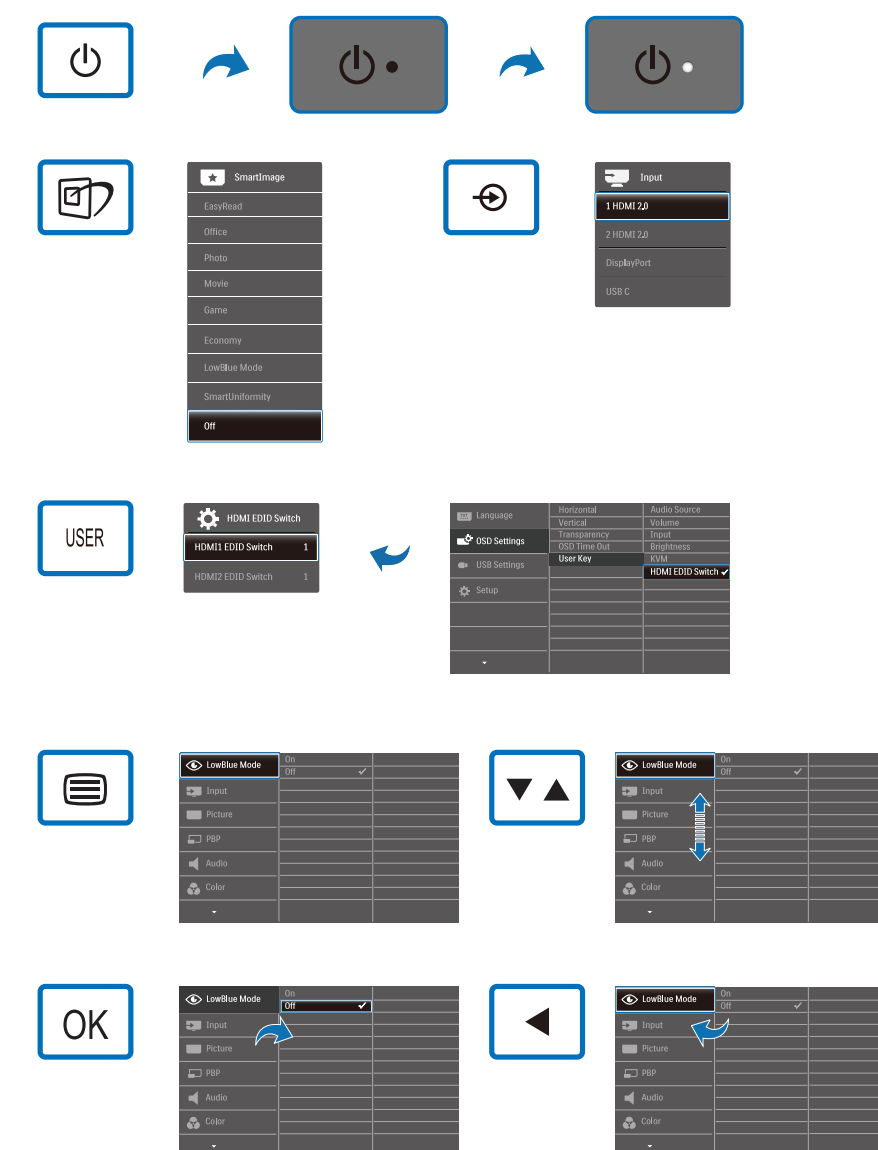 SmartImage
EasyRead
Office
Photo
Movie
Game
Economy
LowBlue Mode
SmartUniformity
Off
Input
1 HDMI 2.0
2 HDMI 2.0
DisplayPort
USB C
USER
HDMI EDID Switch
HDMI1 EDID Switch 1
HDMI2 EDID Switch 1
Language
OSD Settings
USB Settings
Setup
Horizontal
Vertical
Transparency
OSD Time Out
User Key
Audio Source
Volume
Input
Brightness
KVM
HDMI EDID Switch
LowBlue Mode
Input
Picture
PBP
Audio
Color
On
Off
LowBlue Mode
Input
Picture
PBP
Audio
Color
On
Off
OK
LowBlue Mode
Input
Picture
PBP
Audio
Color
On
Off
LowBlue Mode
Input
Picture
PBP
Audio
Color
On
Off